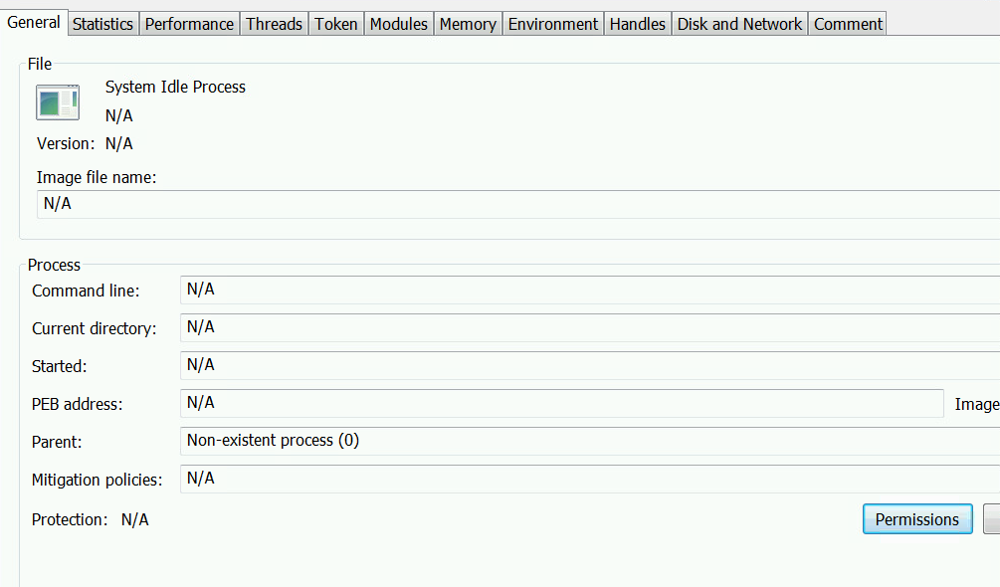 General Statistics Performance Threads Token Modules Memory Environment Handles Disk and Network Comment
File
System Idle Process
N/A
Version: N/A
Image file name:
N/A
Process
Command line: N/A
Current directory: N/A
Started: N/A
PEB address: N/A Image
Parent: Non-existent process (0)
Mitigation policies: N/A
Protection: N/A Permissions